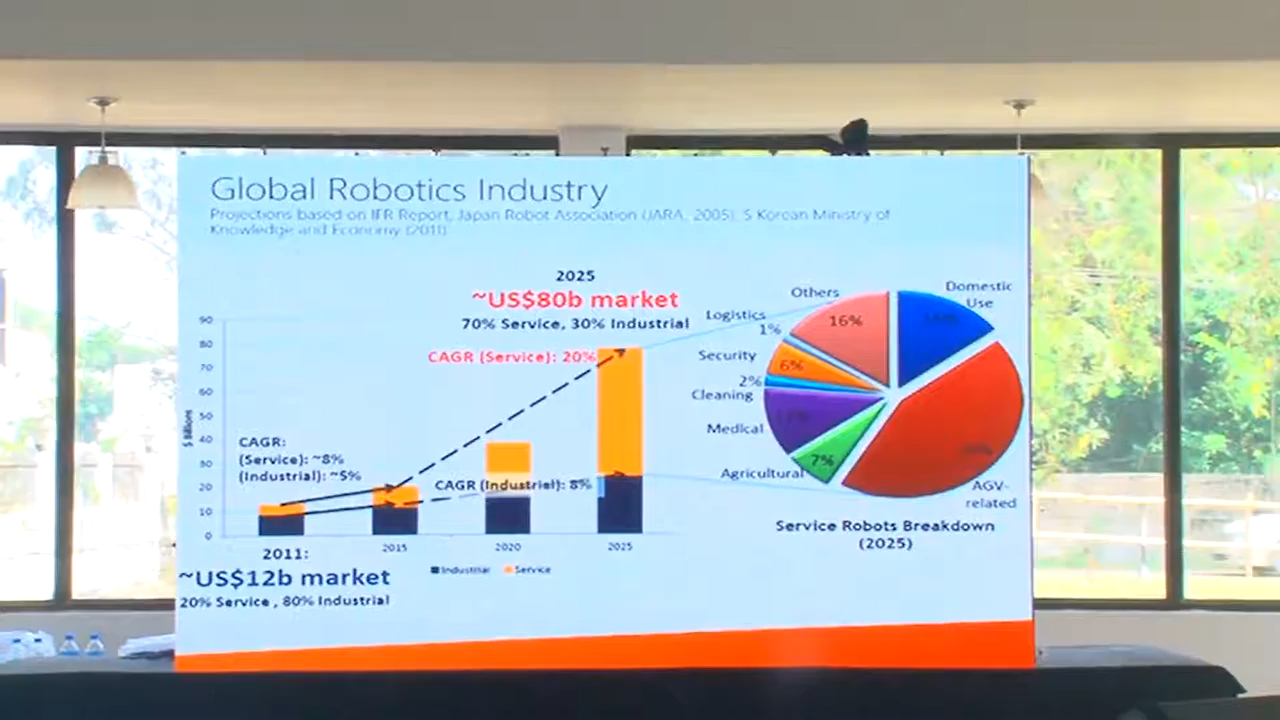 Global Robotics Industry
Projections based on IFR Report, Japan Robot Association (JARA, 2005), S Korean Ministry of
Knowledge and Economy (2011)
2025
~US$80b market
70% Service, 30% Industrial
CAGR (Service): 20%
90
80
70
60
50
40
30
20
10
0
$ Billions
CAGR:
(Service): ~8%
(Industrial): ~5%
CAGR (Industrial): 8%
2015
2020
2025
2011:
~US$12b market
20% Service , 80% Industrial
Industrial
Service
Others
16%
Domestic
Use
Logistics
1%
Security
6%
2%
Cleaning
Medical
Agricultural
7%
AGV-
related
Service Robots Breakdown
(2025)